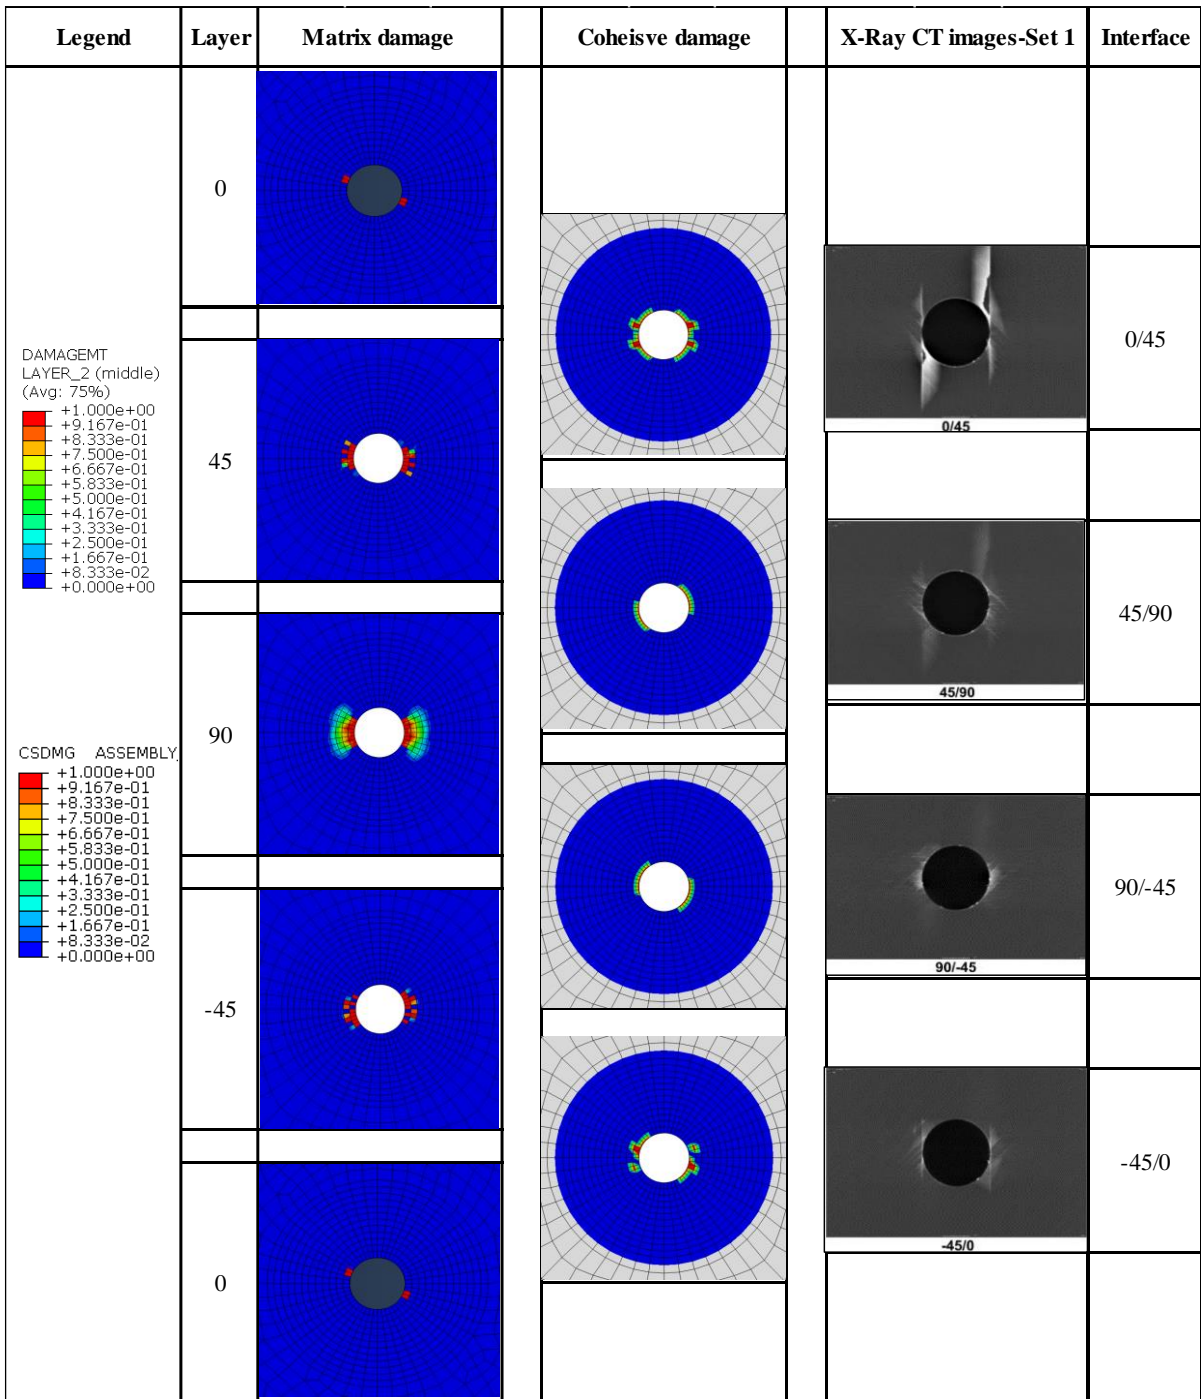 Legend
Layer
Matrix damage
Coheisve damage
X-Ray CT images-Set 1
Interface
0
0/45
0/45
DAMAGEMT
LAYER_2 (middle)
(Avg: 75%)
+1.000e+00
+9.167e-01
+8.333e-01
+7.500e-01
+6.667e-01
+5.833e-01
+5.000e-01
+4.167e-01
+3.333e-01
+2.500e-01
+1.667e-01
+8.333e-02
+0.000e+00
45
45/90
45/90
90
CSDMG ASSEMBLY
+1.000e+00
+9.167e-01
+8.333e-01
+7.500e-01
+6.667e-01
+5.833e-01
+5.000e-01
+4.167e-01
+3.333e-01
+2.500e-01
+1.667e-01
+8.333e-02
+0.000e+00
90/-45
90/-45
-45
-45/0
-45/0
0